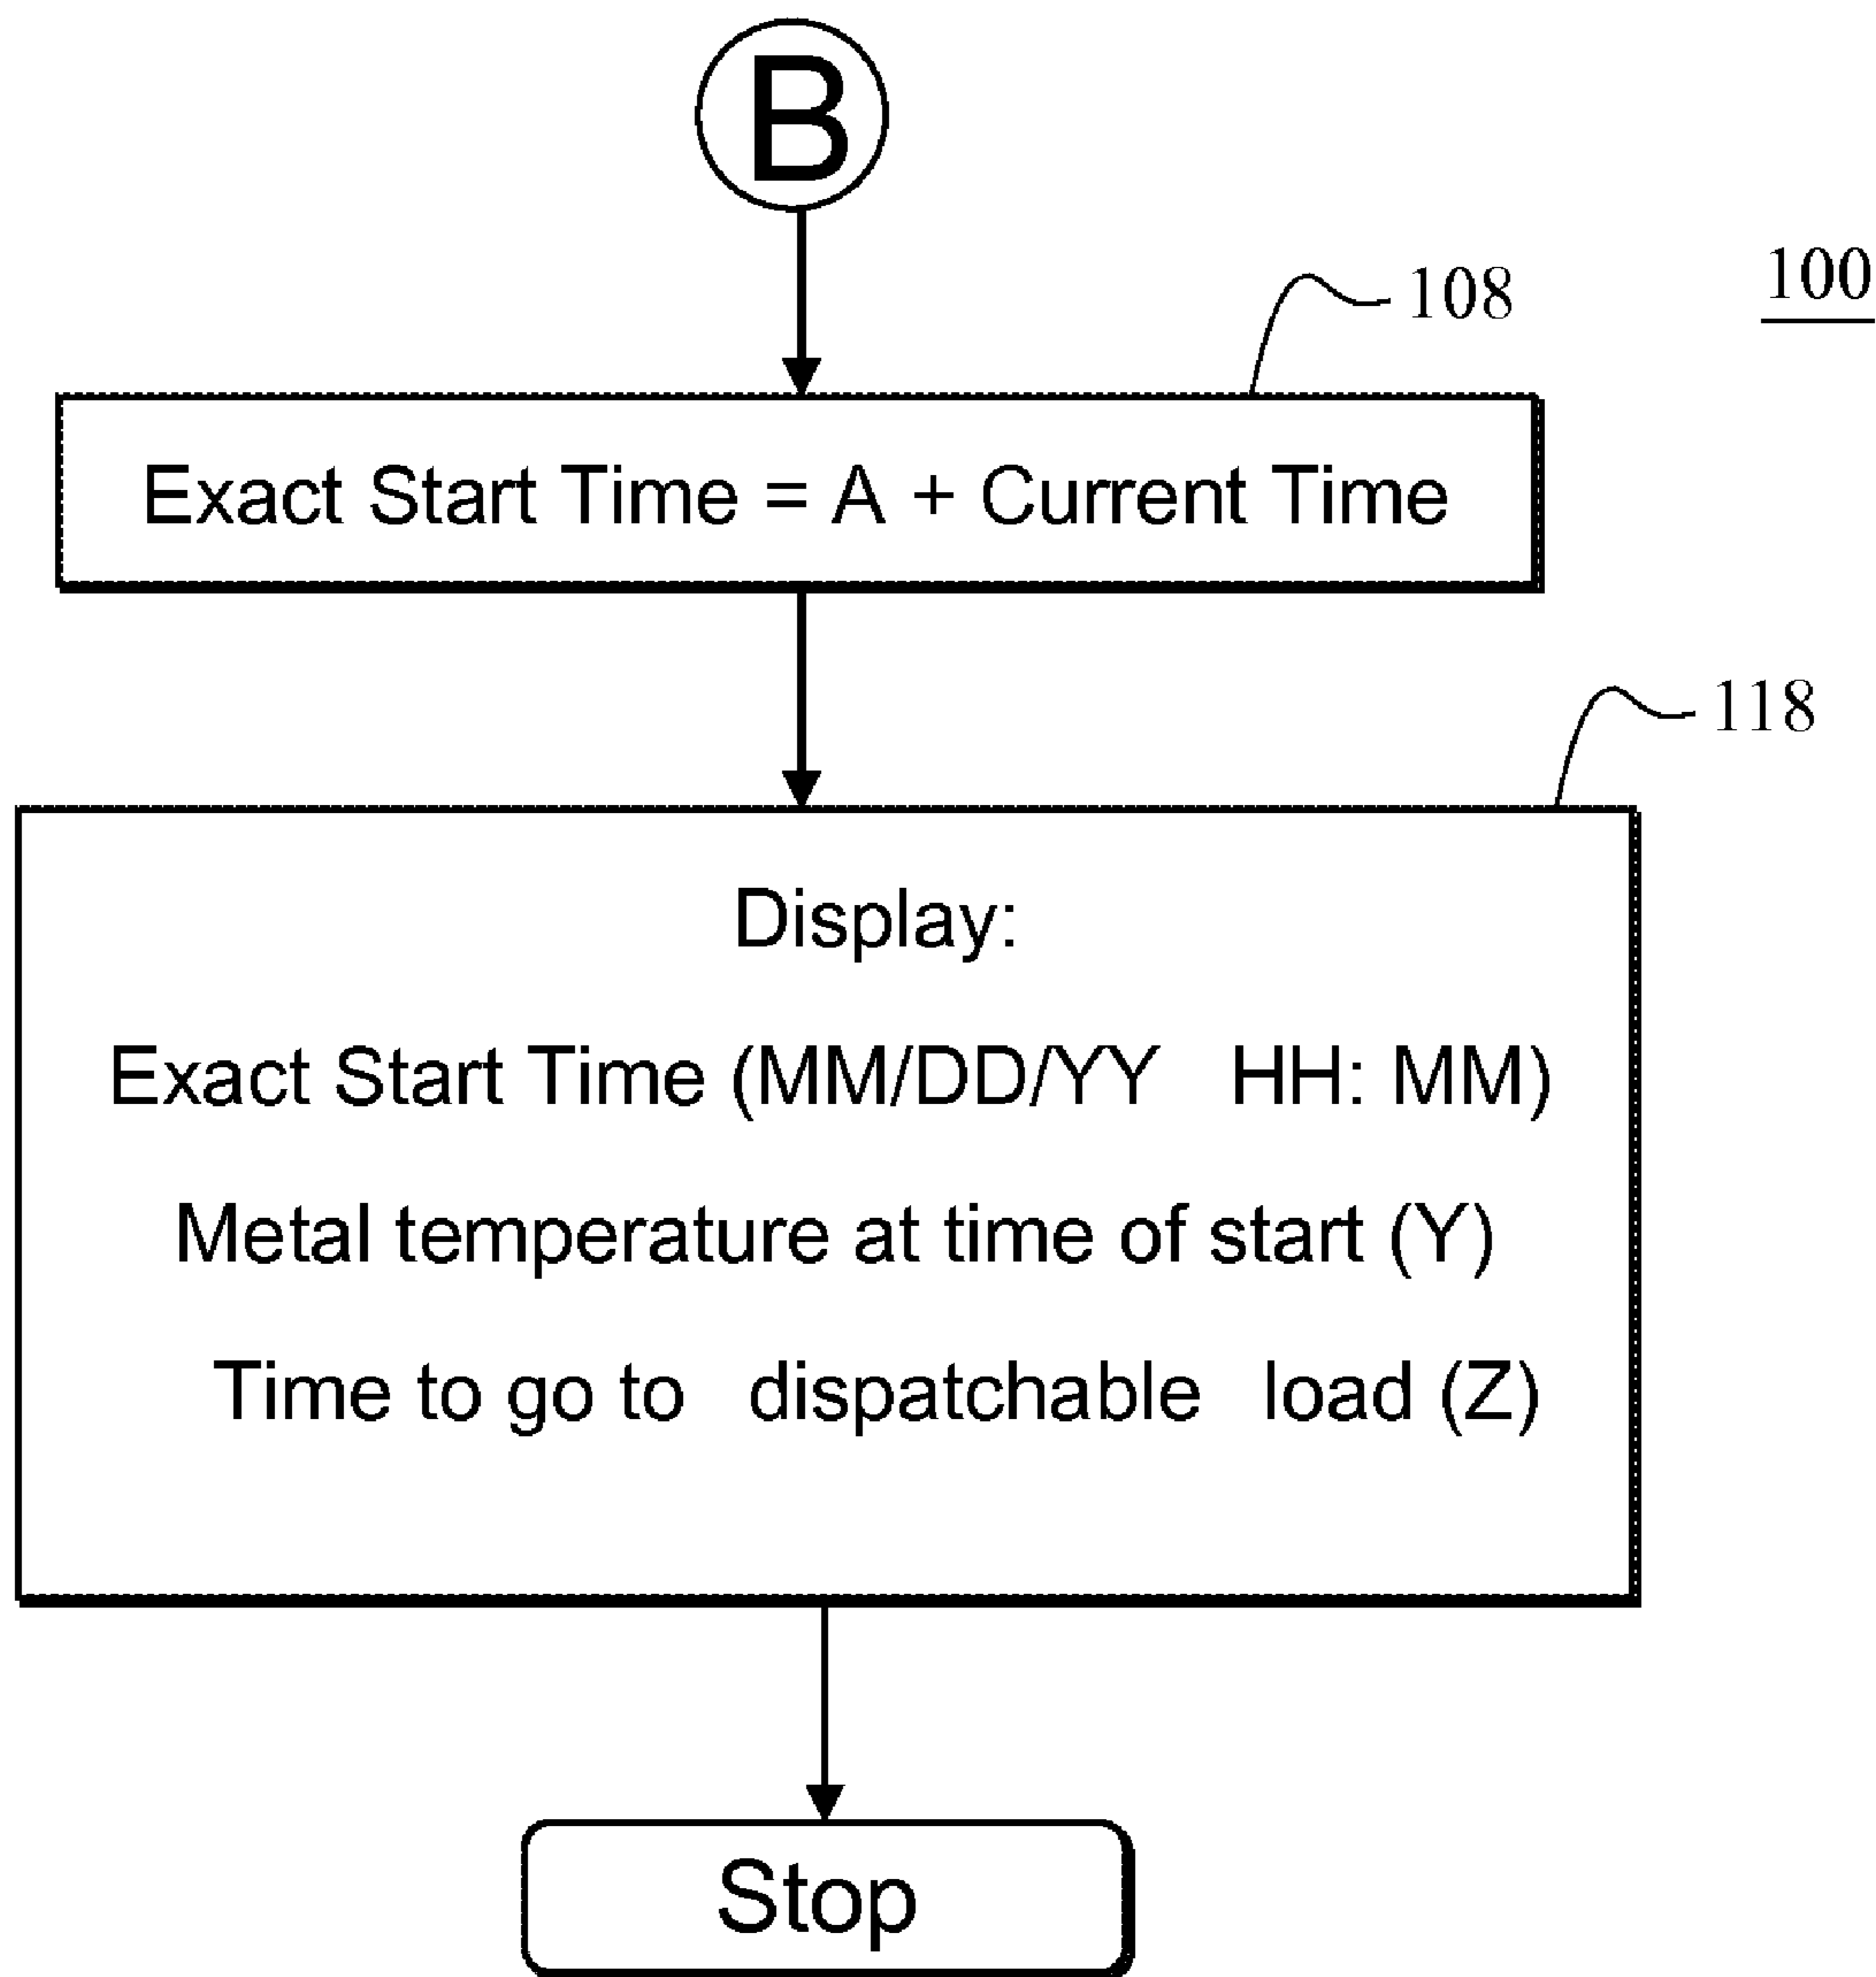 B
100
108
Exact Start Time = A + Current Time
118
Display:
Exact Start Time (MM/DD/YY HH: MM)
Metal temperature at time of start (Y)
Time to go to dispatchable load (Z)
Stop